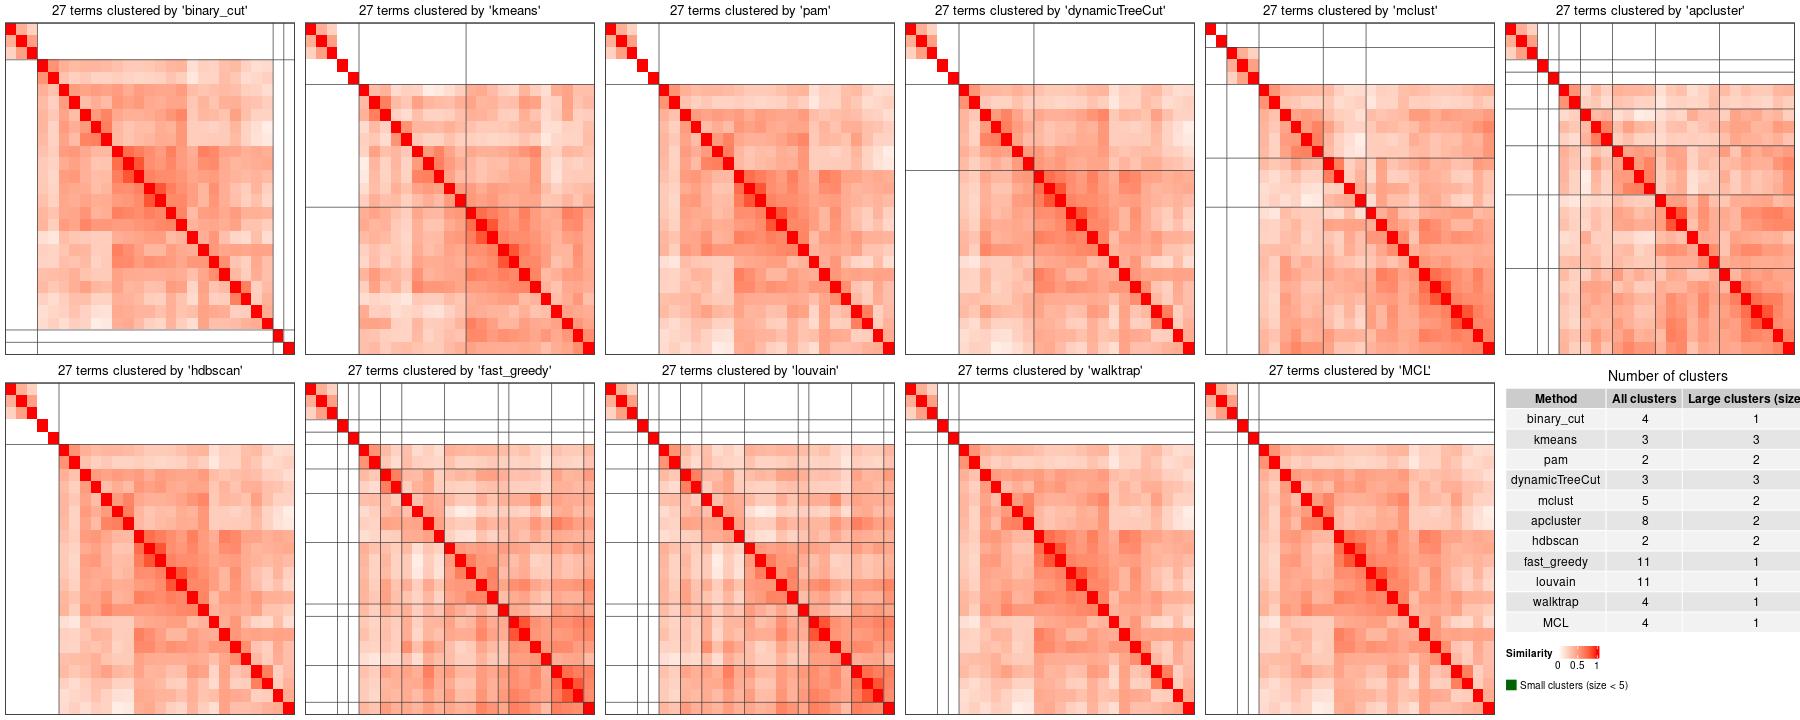 27 terms clustered by 'binary_cut'
27 terms clustered by 'kmeans'
27 terms clustered by 'pam'
27 terms clustered by 'dynamicTreeCut'
27 terms clustered by 'mclust'
27 terms clustered by 'apcluster'
27 terms clustered by 'hdbscan'
27 terms clustered by 'fast_greedy'
27 terms clustered by 'louvain'
27 terms clustered by 'walktrap'
27 terms clustered by 'MCL'
Number of clusters
Method All clusters Large clusters (size
binary_cut 4 1
kmeans 3 3
pam 2 2
dynamicTreeCut 3 3
mclust 5 2
apcluster 8 2
hdbscan 2 2
fast_greedy 11 1
louvain 11 1
walktrap 4 1
MCL 4 1
Similarity
0 0.5 1
Small clusters (size < 5)